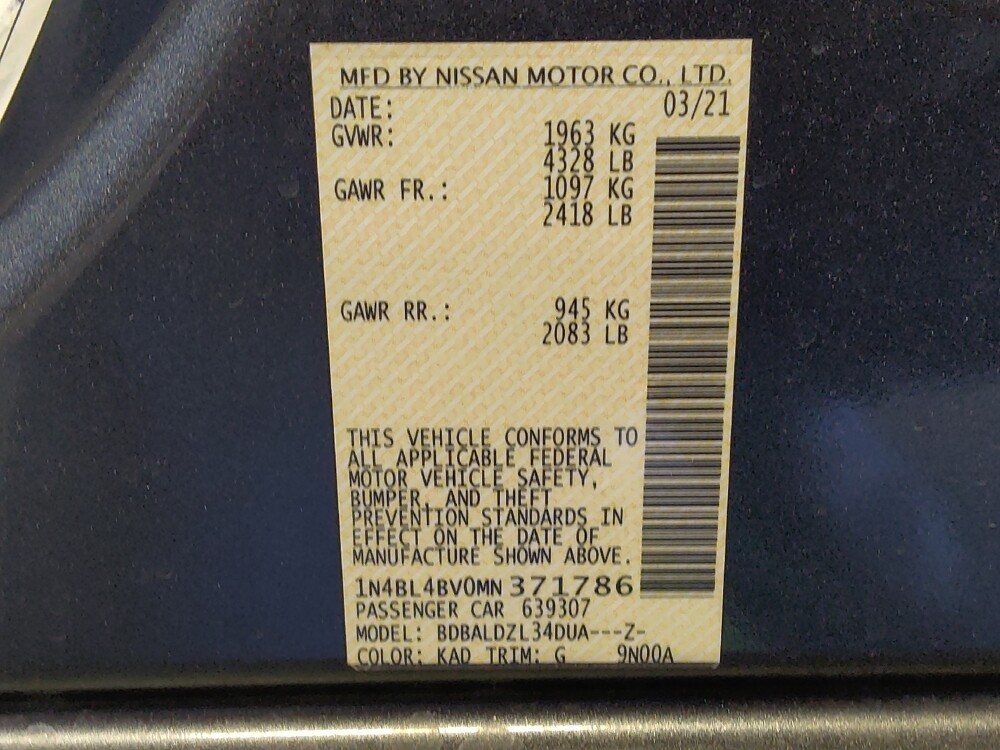 MFD BY NISSAN MOTOR CO., LTD.
DATE: 03/21
GVWR: 1963 KG
4328 LB
GAWR FR.: 1097 KG
2418 LB
GAWR RR.: 945 KG
2083 LB
THIS VEHICLE CONFORMS TO
ALL APPLICABLE FEDERAL
MOTOR VEHICLE SAFETY,
BUMPER, AND THEFT
PREVENTION STANDARDS IN
EFFECT ON THE DATE OF
MANUFACTURE SHOWN ABOVE.
1N4BL4BV0MN371786
PASSENGER CAR 639307
MODEL: BDBALDZL34DUA---Z-
COLOR: KAD TRIM: G 9N00A